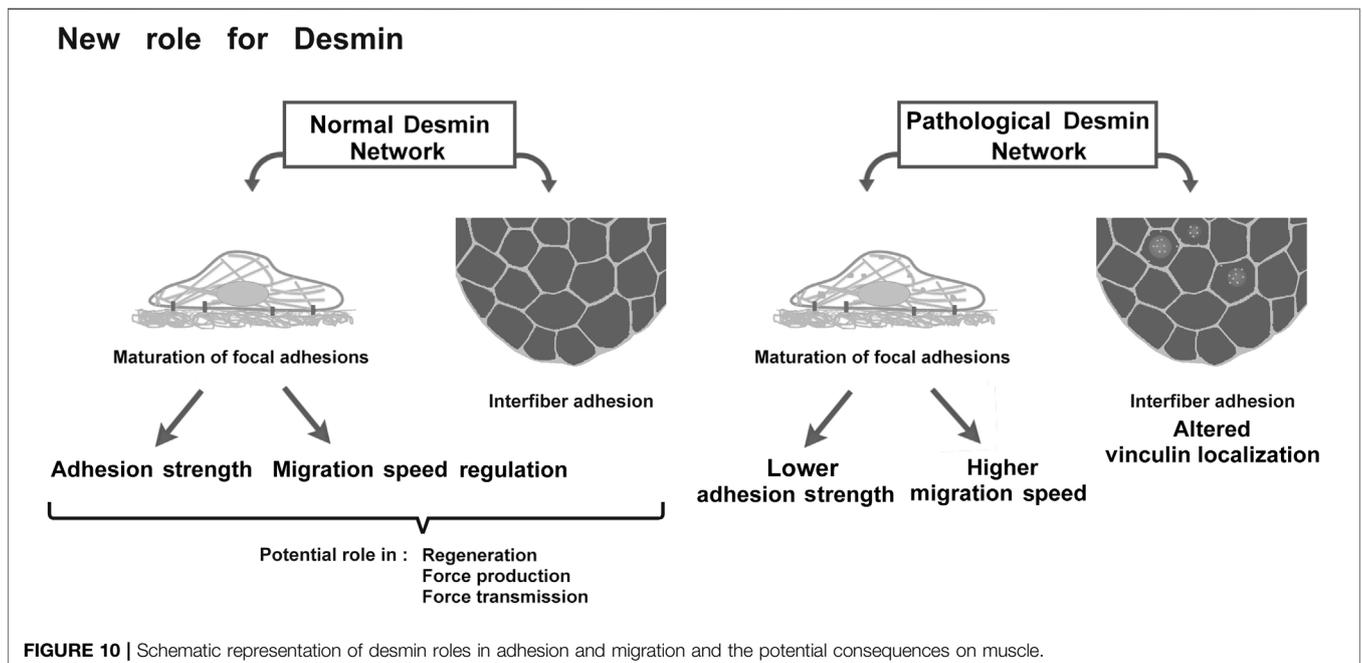 New role for Desmin
Normal Desmin
Network
Maturation of focal adhesions
Interfiber adhesion
Adhesion strength
Migration speed regulation
Potential role in :
Regeneration
Force production
Force transmission
Pathological Desmin
Network
Maturation of focal adhesions
Interfiber adhesion
Altered
vinculin localization
Lower
adhesion strength
Higher
migration speed
FIGURE 10 | Schematic representation of desmin roles in adhesion and migration and the potential consequences on muscle.